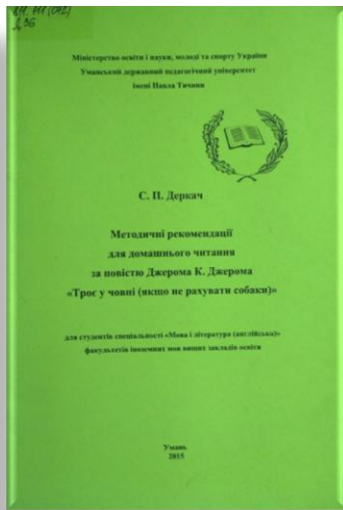 Міністерство освіти і науки, молоді та спорту України
Уманський державний педагогічний університет
імені Павла Тичини
С. П. Деркач
Методичні рекомендації
для домашнього читання
за повістю Джерома К. Джерома
«Троє у човні (якщо не рахувати собаки)»
для студентів спеціальності «Мова і література (англійська)»
факультетів іноземних мов вищих закладів освіти
Умань
2015